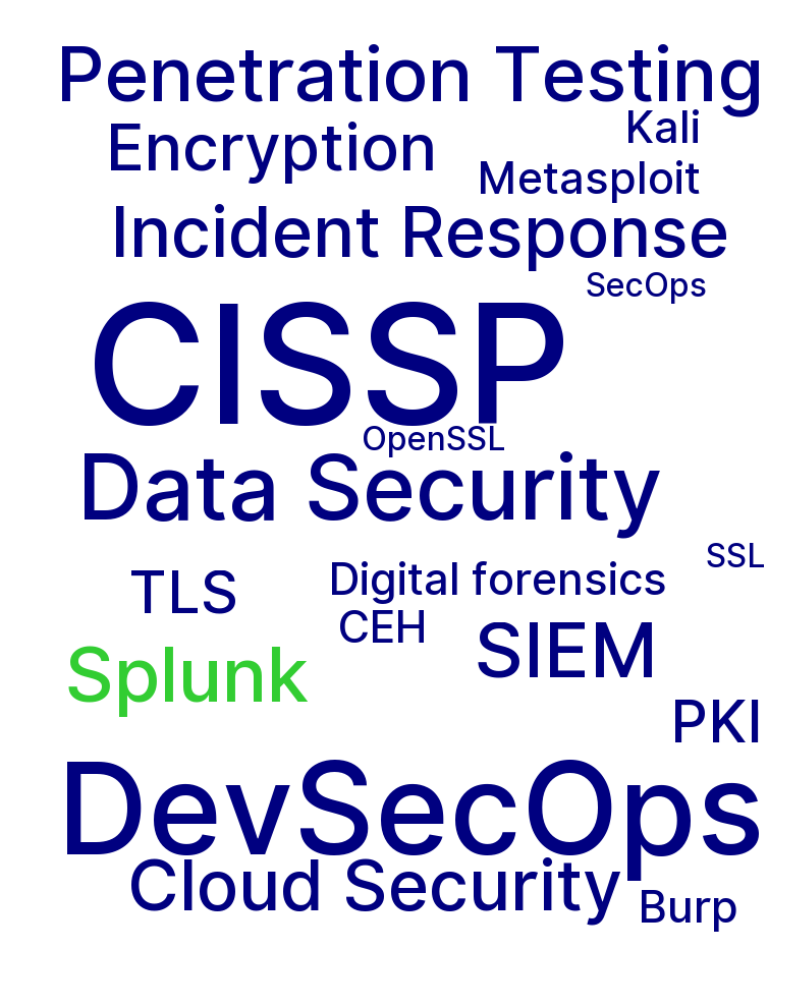 Penetration Testing
Kali
Encryption
Metasploit
Incident Response
SecOps
CISSP
OpenSSL
Data Security
SSL
TLS
Digital forensics
CEH
SIEM
Splunk
PKI
DevSecOps
Cloud Security
Burp